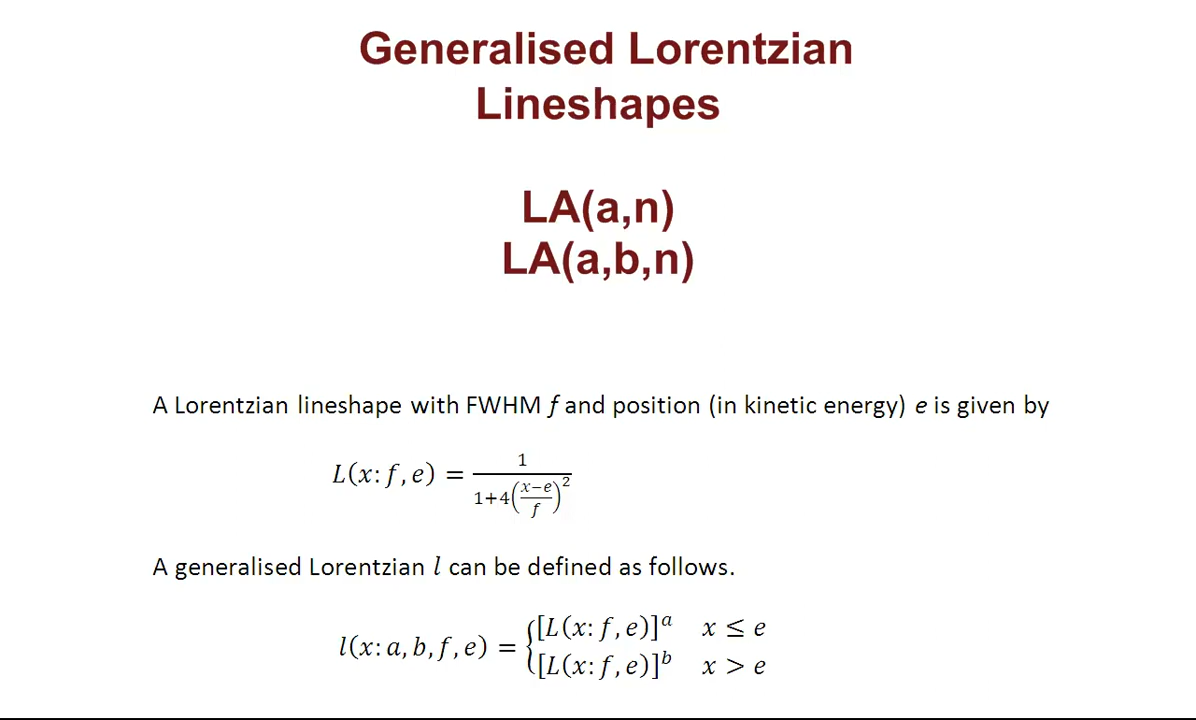 Generalised Lorentzian
Lineshapes
LA(a,n)
LA(a,b,n)
A Lorentzian lineshape with FWHM f and position (in kinetic energy) e is given by
L(x: f, e) = 1 / (1+4((x−e)/f)²)
A generalised Lorentzian l can be defined as follows.
l(x: a, b, f, e) = { [L(x: f, e)]ᵃ x ≤ e
[L(x: f, e)]ᵇ x > e